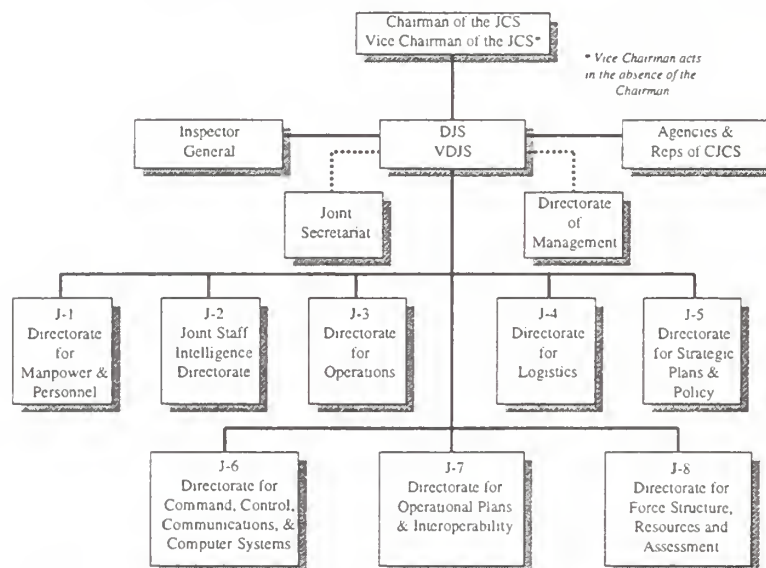 Chairman of the JCS
Vice Chairman of the JCS*
* Vice Chairman acts
in the absence of the
Chairman
Inspector
General
DJS
VDJS
Agencies &
Reps of CJCS
Joint
Secretariat
Directorate
of
Management
J-1
Directorate
for
Manpower &
Personnel
J-2
Joint Staff
Intelligence
Directorate
J-3
Directorate
for
Operations
J-4
Directorate
for
Logistics
J-5
Directorate
for Strategic
Plans &
Policy
J-6
Directorate for
Command, Control,
Communications, &
Computer Systems
J-7
Directorate for
Operational Plans
& Interoperability
J-8
Directorate for
Force Structure,
Resources and
Assessment